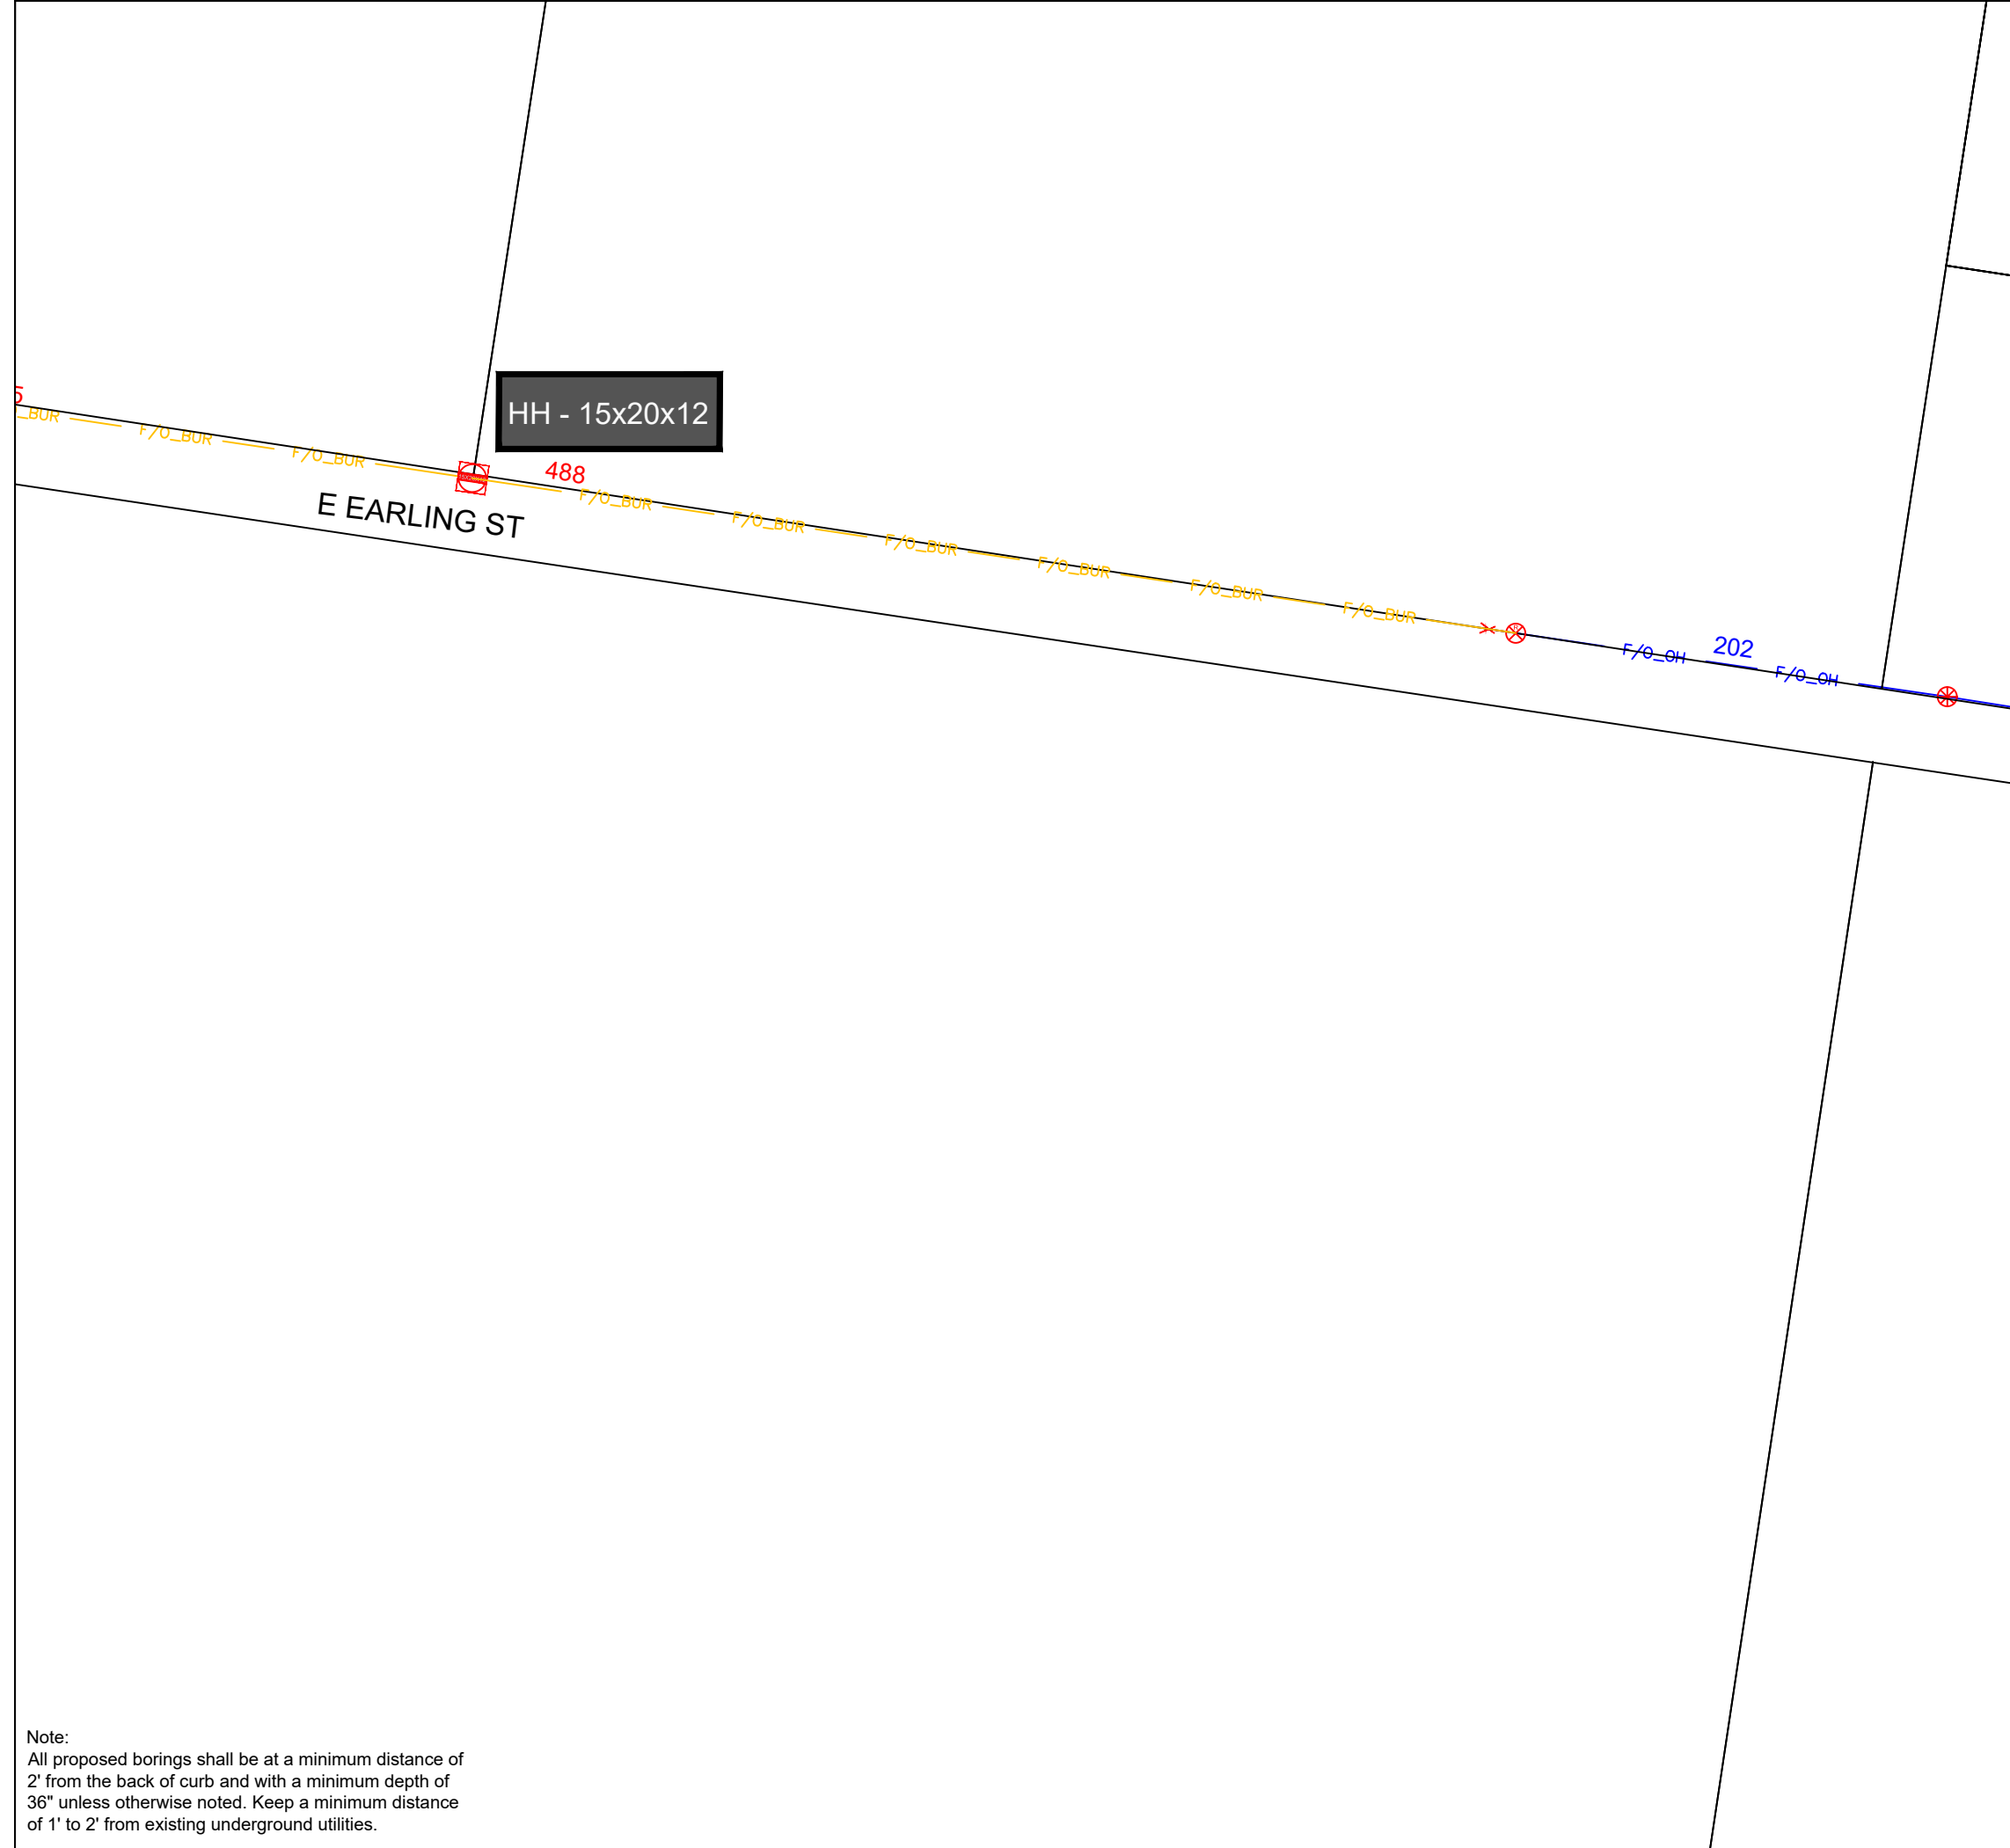 HH - 15x20x12
5
_BUR F/O_BUR F/O_BUR
488
F/O_BUR F/O_BUR F/O_BUR F/O_BUR F/O_BUR F/O_BUR
E EARLING ST
202
F/O_OH F/O_OH
Note:
All proposed borings shall be at a minimum distance of
2' from the back of curb and with a minimum depth of
36" unless otherwise noted. Keep a minimum distance
of 1' to 2' from existing underground utilities.